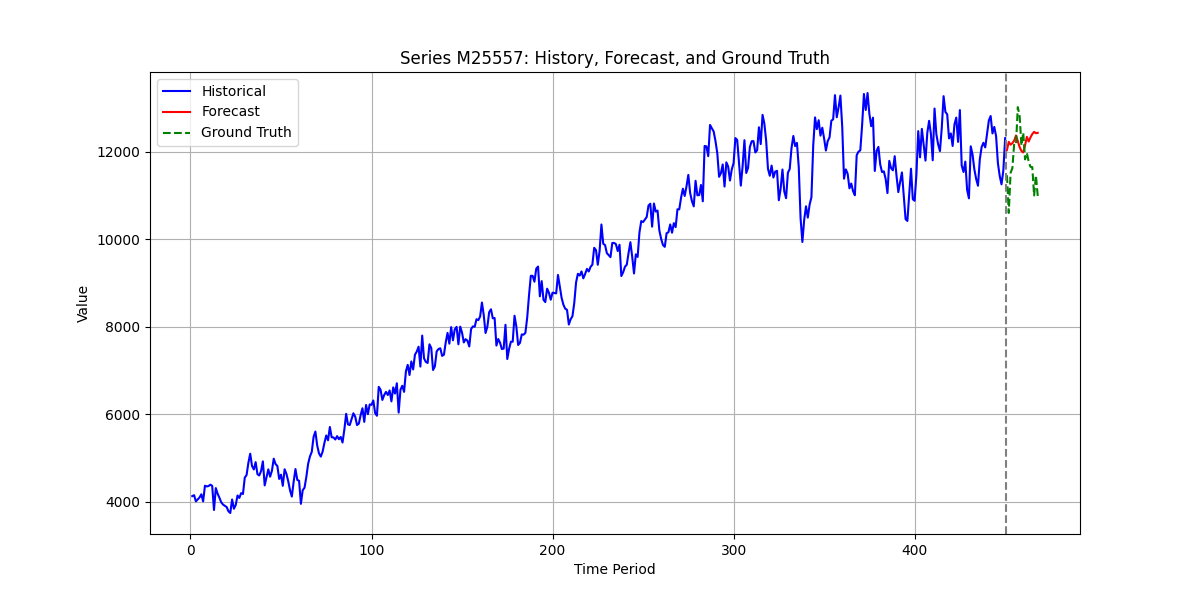 Series M25557: History, Forecast, and Ground Truth
Historical
Forecast
Ground Truth
12000
10000
8000
6000
4000
Value
0
100
200
300
400
Time Period